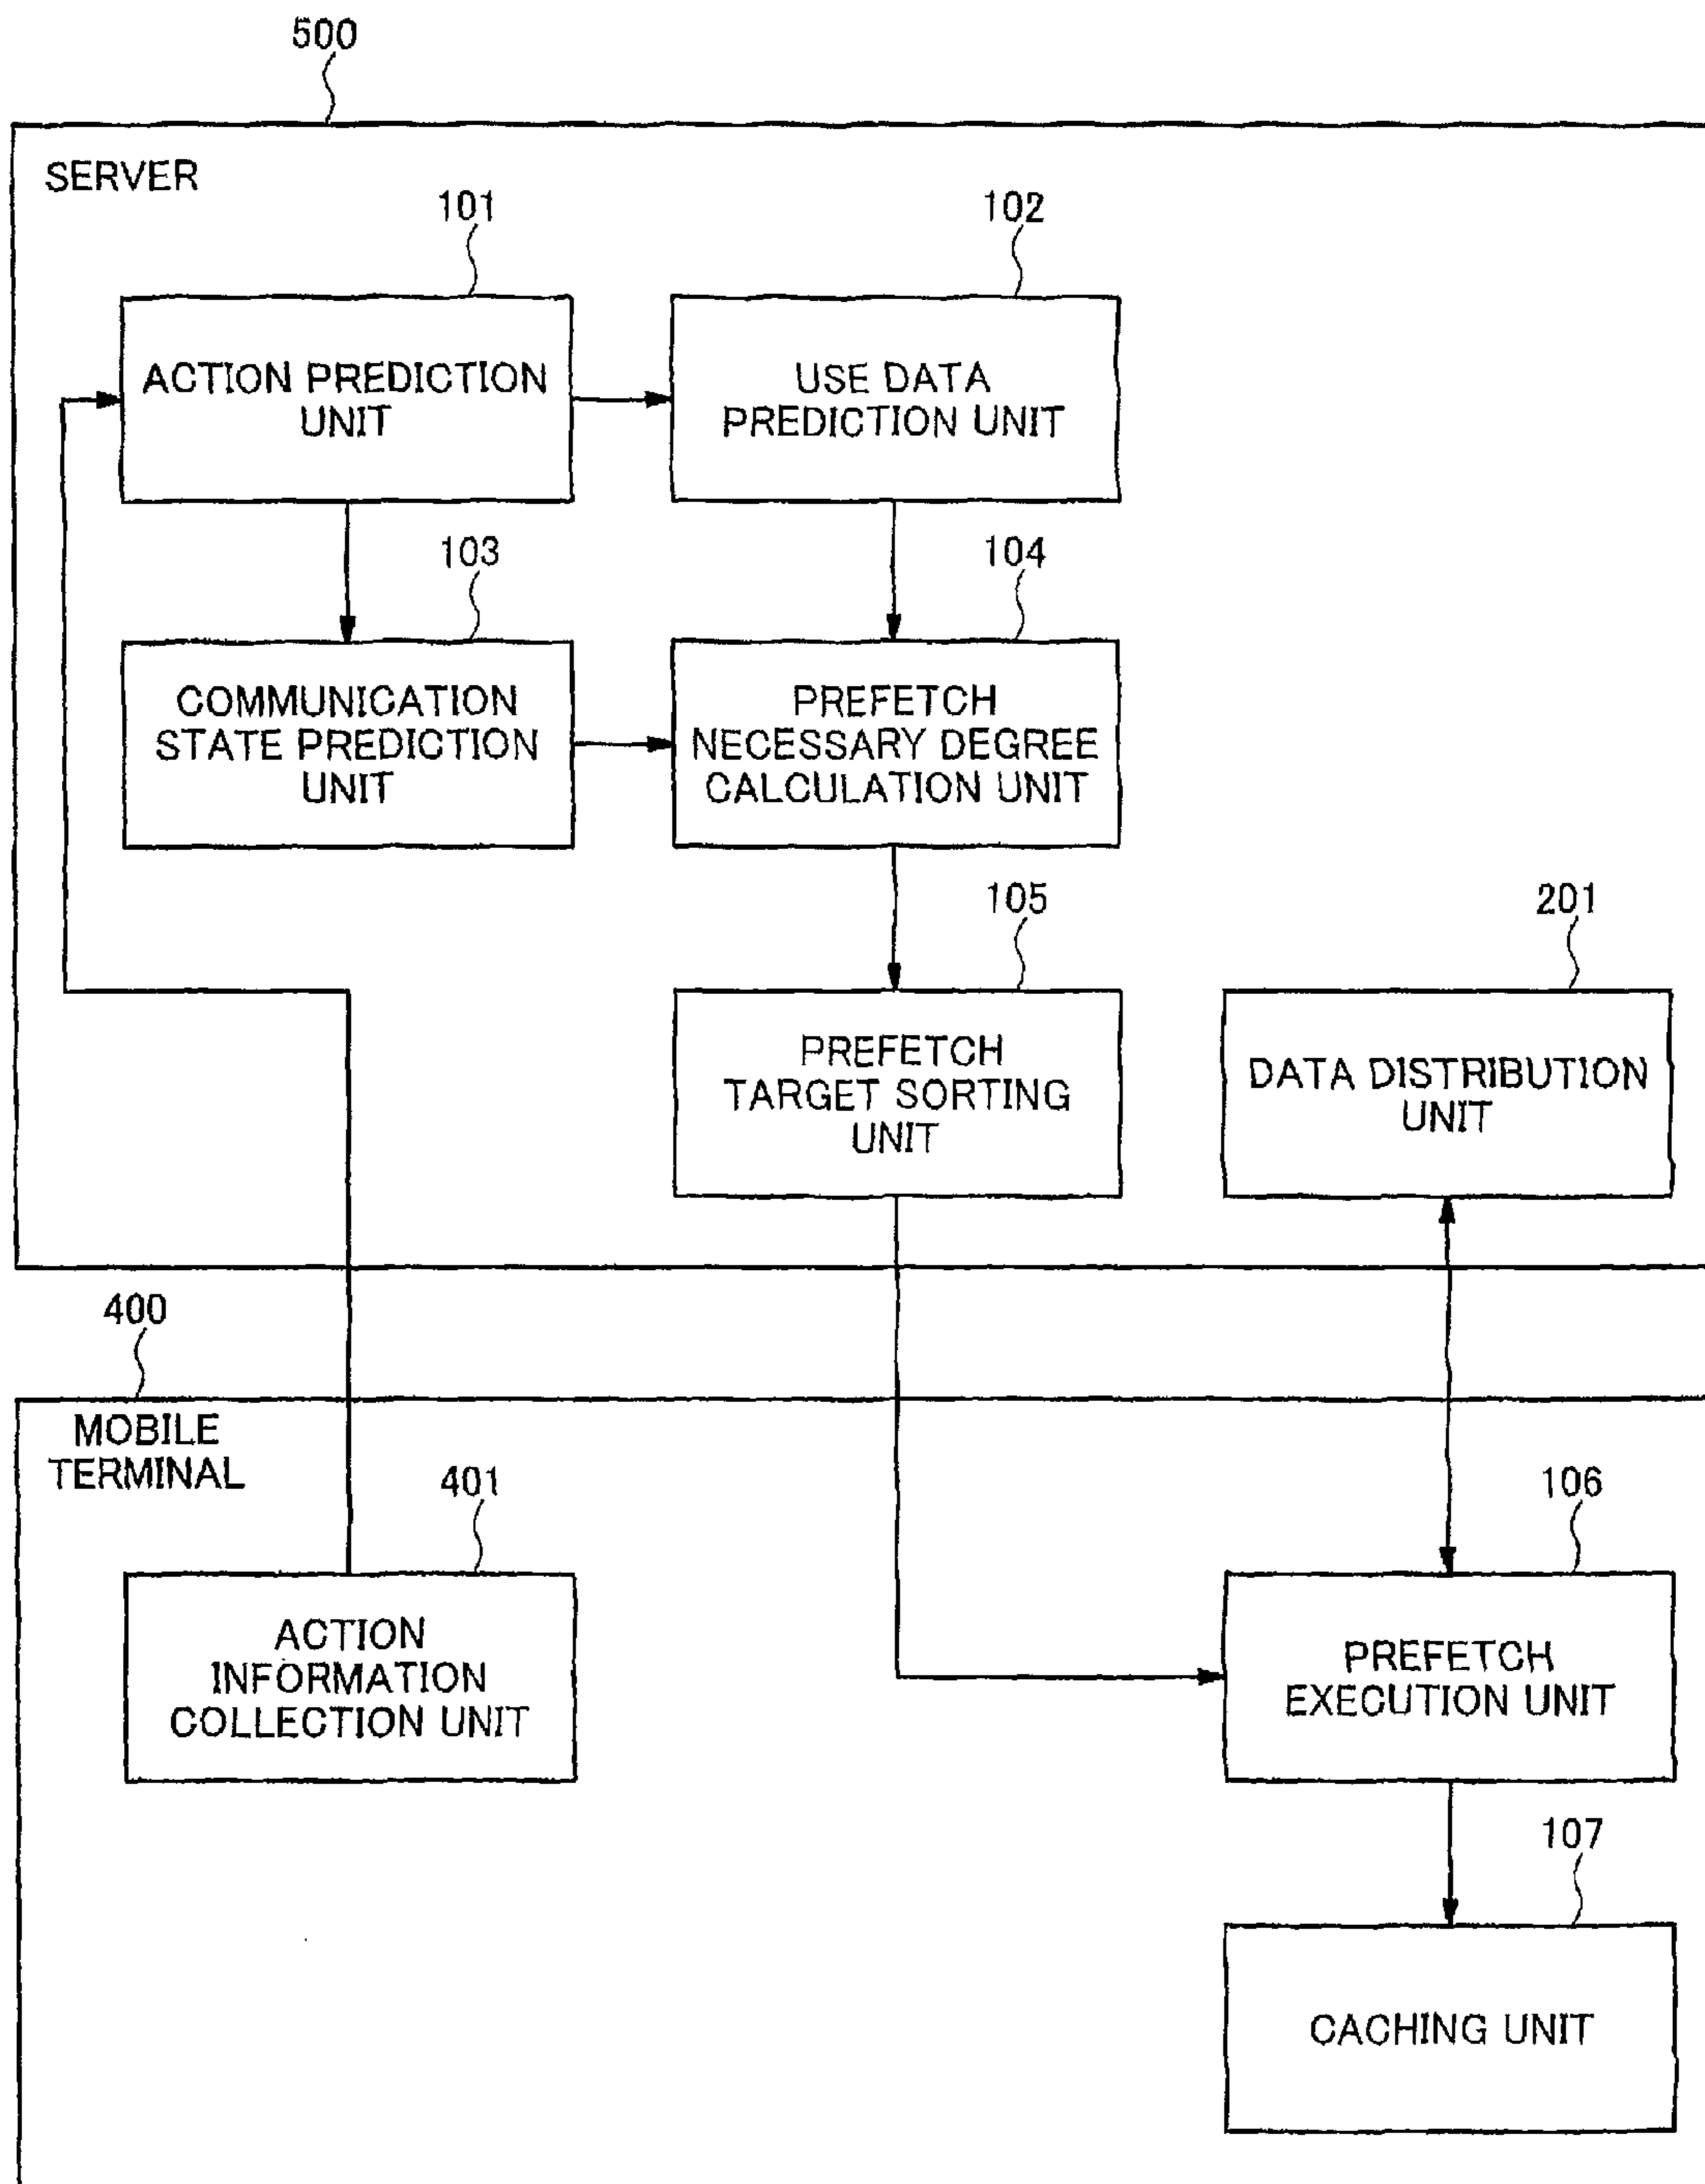 500
SERVER
101
102
ACTION PREDICTION
UNIT
USE DATA
PREDICTION UNIT
103
104
COMMUNICATION
STATE PREDICTION
UNIT
PREFETCH
NECESSARY DEGREE
CALCULATION UNIT
105
201
PREFETCH
TARGET SORTING
UNIT
DATA DISTRIBUTION
UNIT
400
MOBILE
TERMINAL
401
106
ACTION
INFORMATION
COLLECTION UNIT
PREFETCH
EXECUTION UNIT
107
CACHING UNIT